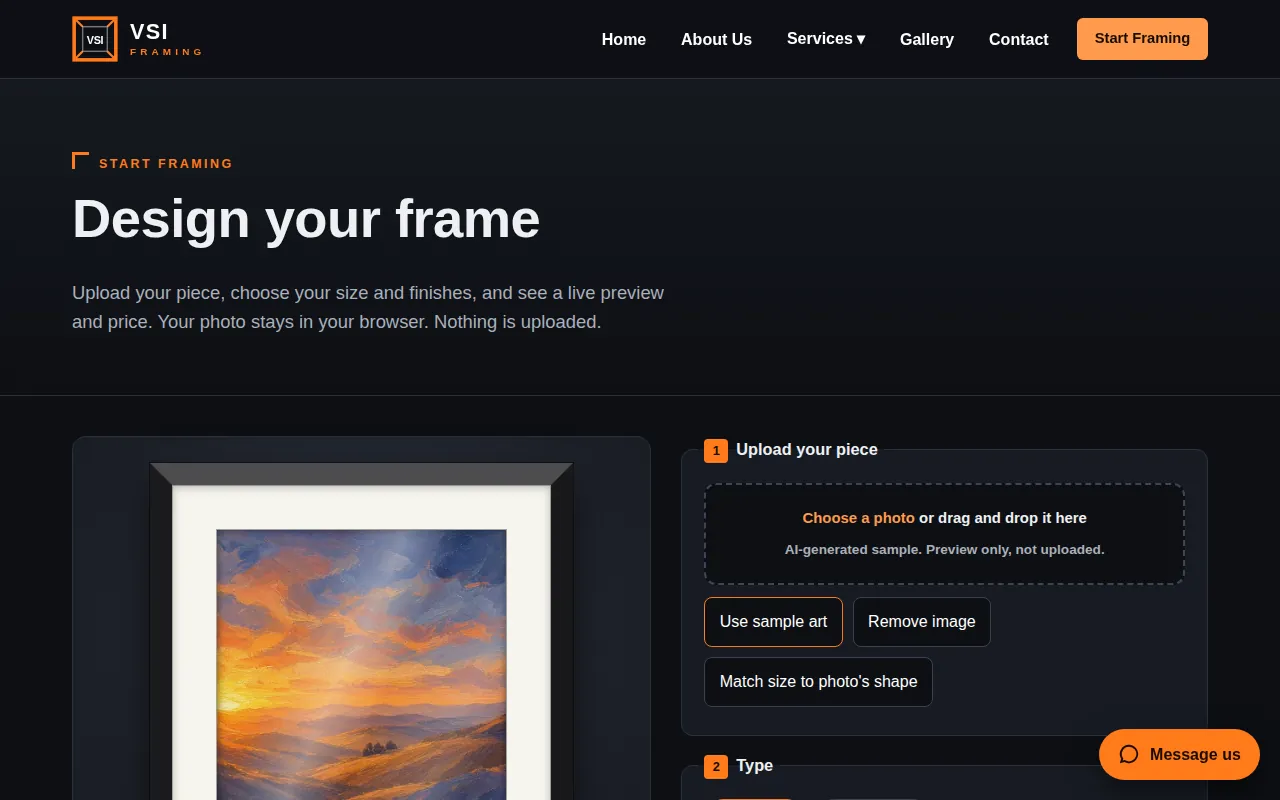 VSI
VSI
FRAMING
Home
About Us
Services ▾
Gallery
Contact
Start Framing
START FRAMING
Design your frame
Upload your piece, choose your size and finishes, and see a live preview
and price. Your photo stays in your browser. Nothing is uploaded.
1 Upload your piece
Choose a photo or drag and drop it here
AI-generated sample. Preview only, not uploaded.
Use sample art
Remove image
Match size to photo's shape
2 Type
Message us